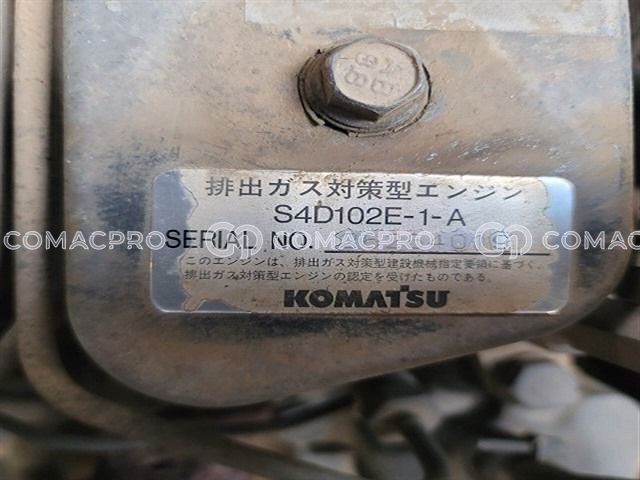 排出ガス対策型エンジン
S4D102E-1-A
SERIAL NO.
このエンジンは、排出ガス対策型建設機械指定要領に基づく、
排出ガス対策型エンジンの認定を受けたものである。
KOMATSU
COMACPRO
COMACPRO
COMACPRO
COMACPRO
COMACPRO
COMACPRO